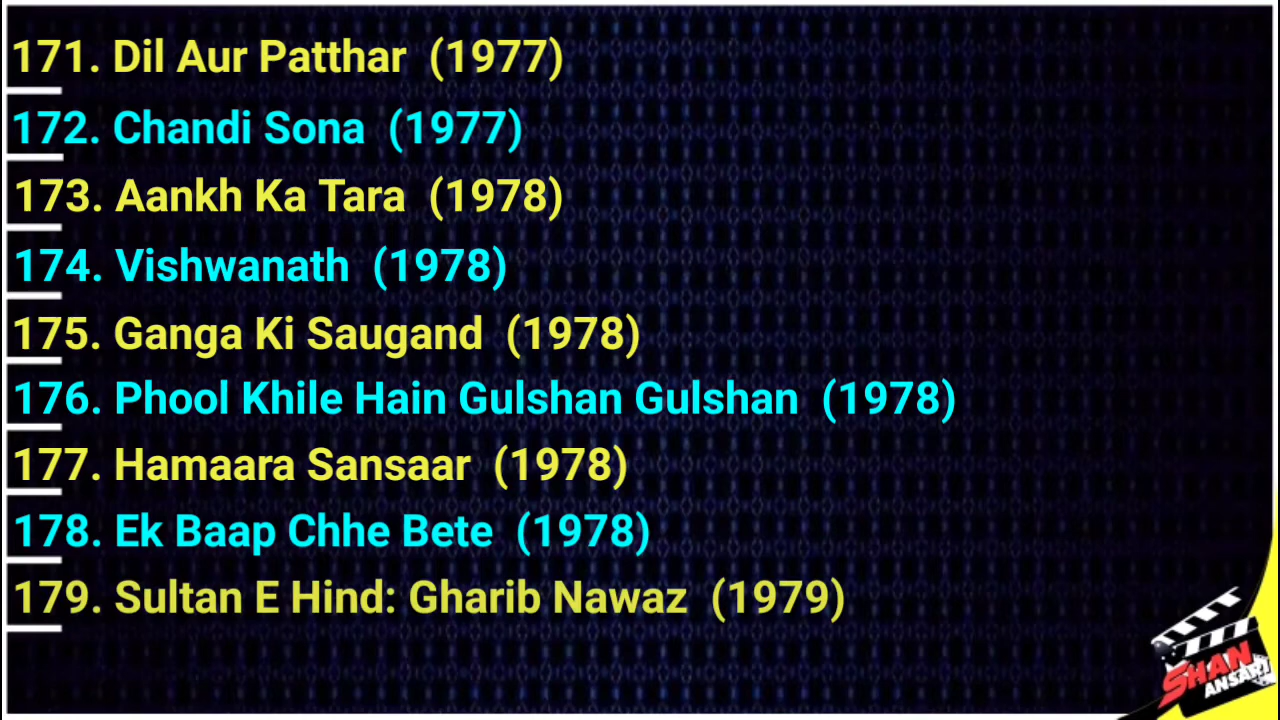 171. Dil Aur Patthar (1977)
172. Chandi Sona (1977)
173. Aankh Ka Tara (1978)
174. Vishwanath (1978)
175. Ganga Ki Saugand (1978)
176. Phool Khile Hain Gulshan Gulshan (1978)
177. Hamaara Sansaar (1978)
178. Ek Baap Chhe Bete (1978)
179. Sultan E Hind: Gharib Nawaz (1979)
SHAN
ANSARI